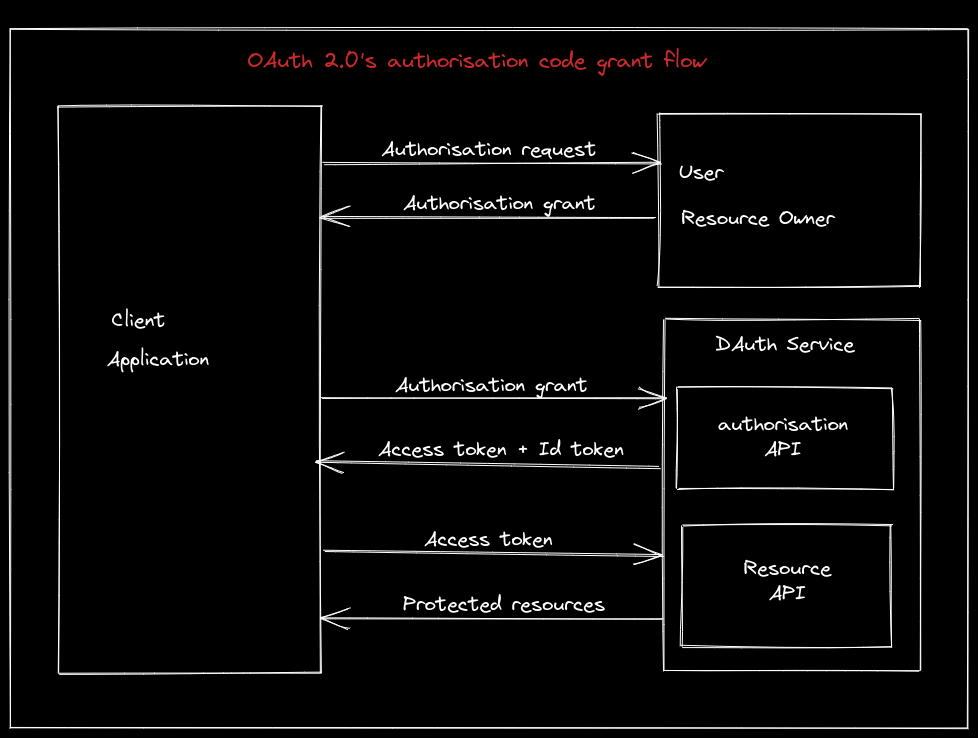 OAuth 2.0's authorisation code grant flow
Authorisation request
User
Authorisation grant
Resource Owner
Client
Application
DAuth Service
Authorisation grant
authorisation
API
Access token + Id token
Access token
Resource
API
Protected resources